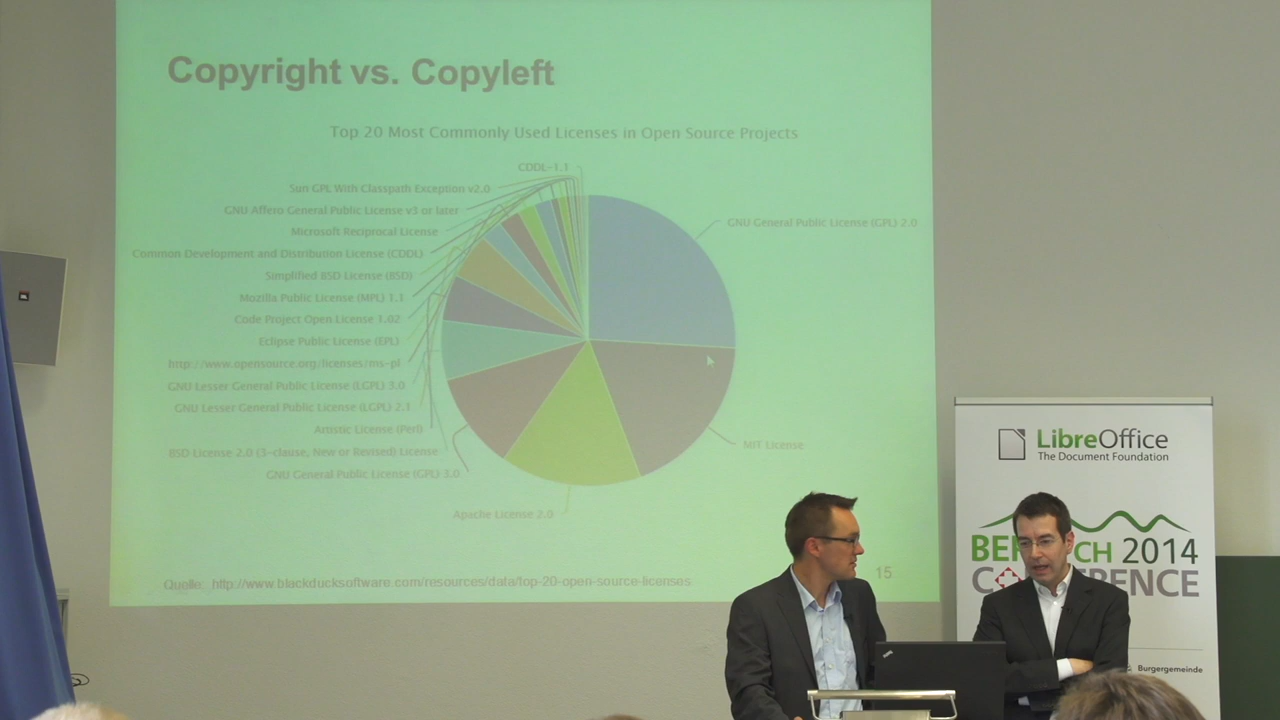 Copyright vs. Copyleft
Top 20 Most Commonly Used Licenses in Open Source Projects
CDDL-1.1
Sun GPL With Classpath Exception v2.0
GNU Affero General Public License v3 or later
Microsoft Reciprocal License
Common Development and Distribution License (CDDL)
Simplified BSD License (BSD)
Mozilla Public License (MPL) 1.1
Code Project Open License 1.02
Eclipse Public License (EPL)
http://www.opensource.org/licenses/ms-pl
GNU Lesser General Public License (LGPL) 3.0
GNU Lesser General Public License (LGPL) 2.1
Artistic License (Perl)
BSD License 2.0 (3-clause, New or Revised) License
GNU General Public License (GPL) 3.0
Apache License 2.0
GNU General Public License (GPL) 2.0
MIT License
Quelle: http://www.blackducksoftware.com/resources/data/top-20-open-source-licenses
15
LibreOffice
The Document Foundation
2014
Burgergemeinde